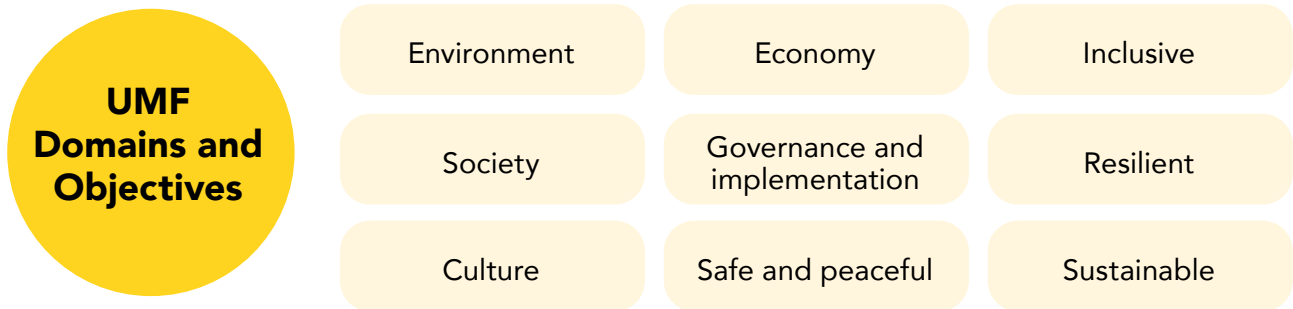 UMF
Domains and
Objectives
Environment
Economy
Inclusive
Society
Governance and
implementation
Resilient
Culture
Safe and peaceful
Sustainable